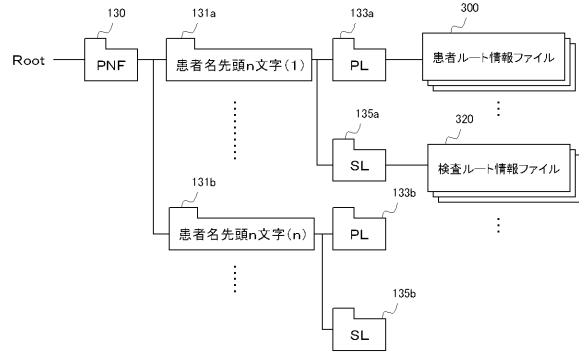 130
131a
133a
300
Root
PNF
患者名先頭n文字(1)
PL
患者ルート情報ファイル
135a
320
SL
検査ルート情報ファイル
131b
133b
患者名先頭n文字(n)
PL
135b
SL